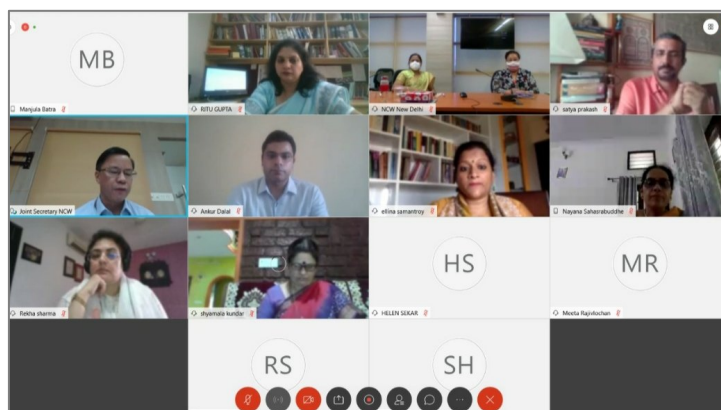 MB
Manjula Batra
RITU GUPTA
NCW New Delhi
satya prakash
Joint Secretary NCW
Ankur Dalal
ellina samantroy
Nayana Sahasrabuddhe
Rekha sharma
shyamala kundar
HS
HELEN SEKAR
MR
Meeta Rajivlochan
RS
SH